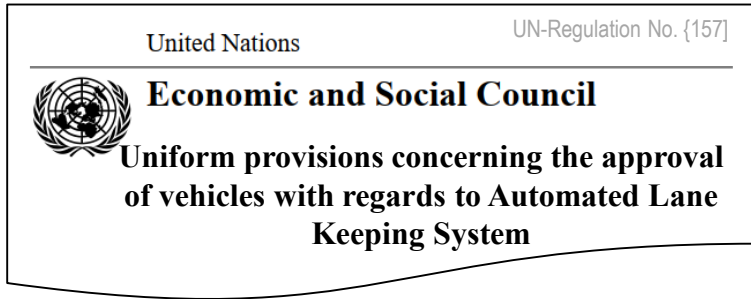 UN-Regulation No. {157]
United Nations
Economic and Social Council
Uniform provisions concerning the approval
of vehicles with regards to Automated Lane
Keeping System